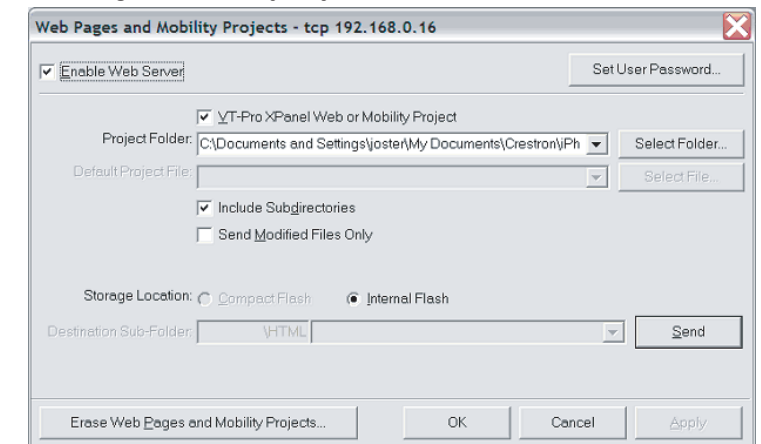 Web Pages and Mobility Projects - tcp 192.168.0.16
Enable Web Server
Set User Password...
VT-Pro XPanel Web or Mobility Project
Project Folder: C:\Documents and Settings\joster\My Documents\Crestron\iPh
Select Folder...
Default Project File:
Select File...
Include Subdirectories
Send Modified Files Only
Storage Location: Compact Flash Internal Flash
Destination Sub-Folder: \HTML
Send
Erase Web Pages and Mobility Projects... OK Cancel Apply